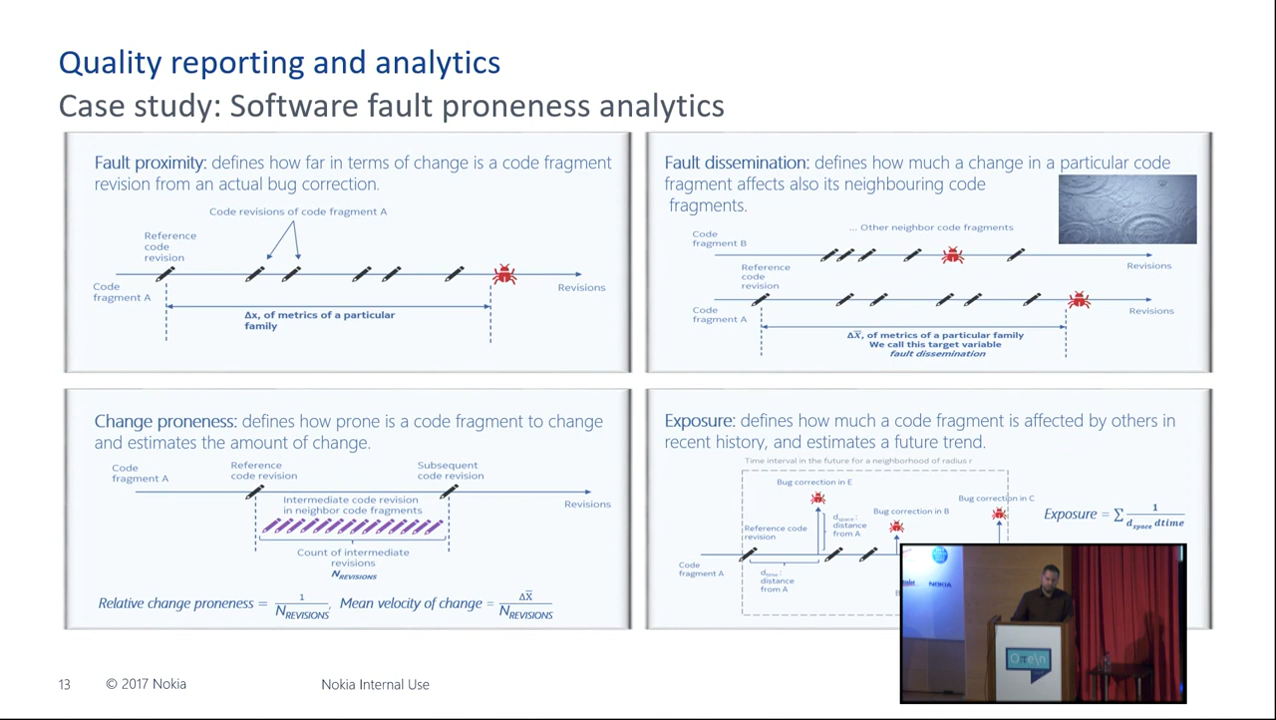 Quality reporting and analytics
Case study: Software fault proneness analytics
Fault proximity: defines how far in terms of change is a code fragment
revision from an actual bug correction.
Code revisions of code fragment A
Reference
code
revision
Code
fragment A
Revisions
Δx, of metrics of a particular
family
Fault dissemination: defines how much a change in a particular code
fragment affects also its neighbouring code
fragments.
... Other neighbor code fragments
Code
fragment B
Revisions
Reference
code
revision
Code
fragment A
Revisions
ΔX̅, of metrics of a particular family
We call this target variable
fault dissemination
Change proneness: defines how prone is a code fragment to change
and estimates the amount of change.
Code
fragment A
Reference
code revision
Subsequent
code revision
Revisions
Intermediate code revision
in neighbor code fragments
Count of intermediate
revisions
N_REVISIONS
Relative change proneness = 1/N_REVISIONS, Mean velocity of change = ΔX̅/N_REVISIONS
Exposure: defines how much a code fragment is affected by others in
recent history, and estimates a future trend.
Time interval in the future for a neighborhood of radius r
Bug correction in E
Bug correction in C
Bug correction in B
d_space:
distance
from A
Reference code
revision
Code
fragment A
d_time:
distance
from A
Exposure = Σ 1/(d_space dtime)
NOKIA
13
© 2017 Nokia
Nokia Internal Use